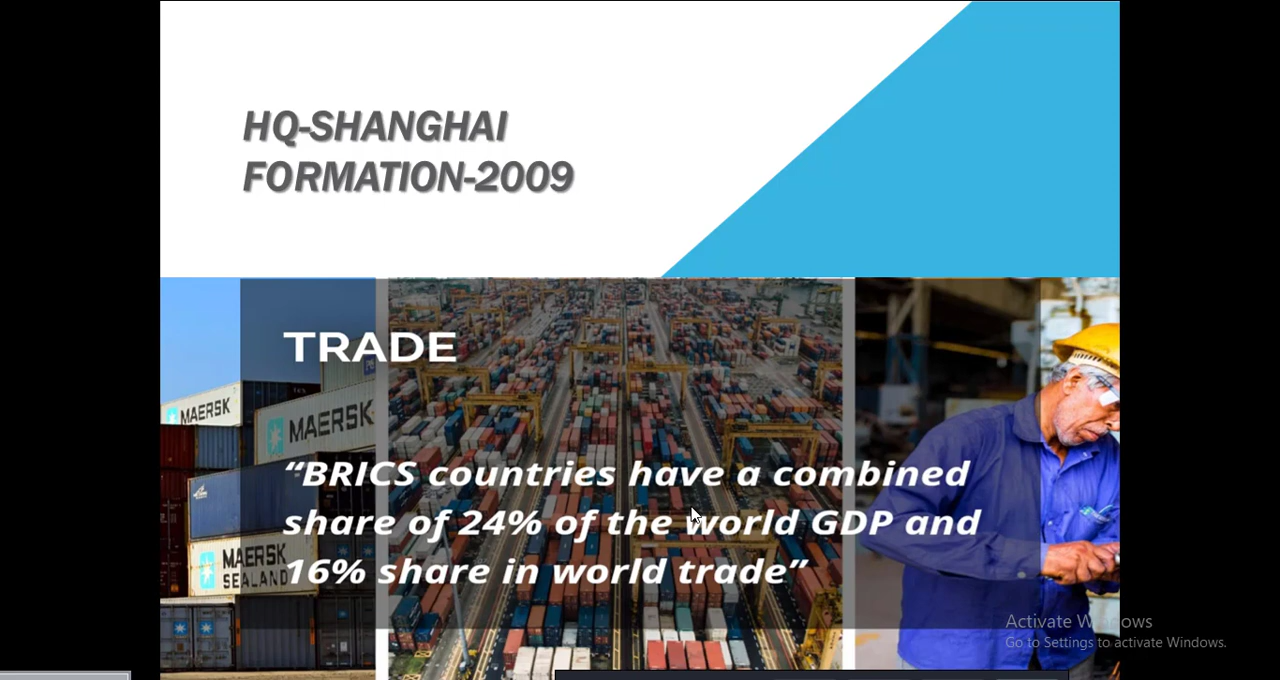 HQ-SHANGHAI
FORMATION-2009
TRADE
MAERSK
MAERSK
“BRICS countries have a combined
share of 24% of the world GDP and
16% share in world trade”
MAERSK
SEALAND
Activate Windows
Go to Settings to activate Windows.